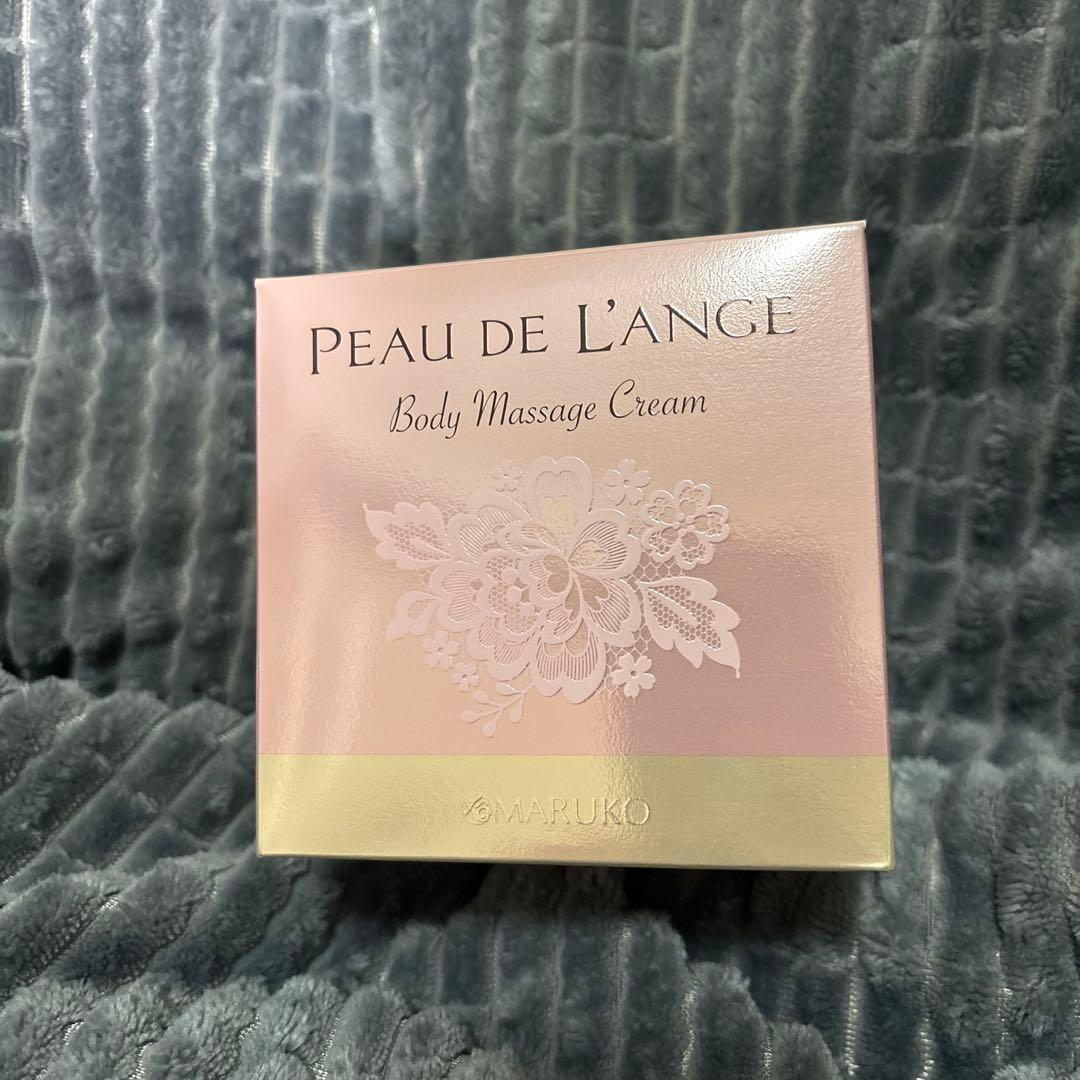 PEAU DE L'ANGE
Body Massage Cream
MARUKO